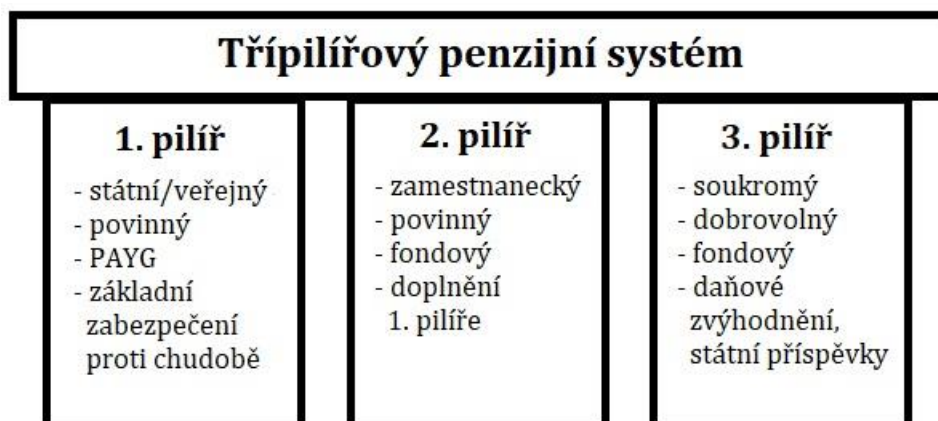 Třípilířový penzijní systém
1. pilíř
- státní/veřejný
- povinný
- PAYG
- základní
zabezpečení
proti chudobě
2. pilíř
- zamestnanecký
- povinný
- fondový
- doplnění
1. pilíře
3. pilíř
- soukromý
- dobrovolný
- fondový
- daňové
zvýhodnění,
státní příspěvky